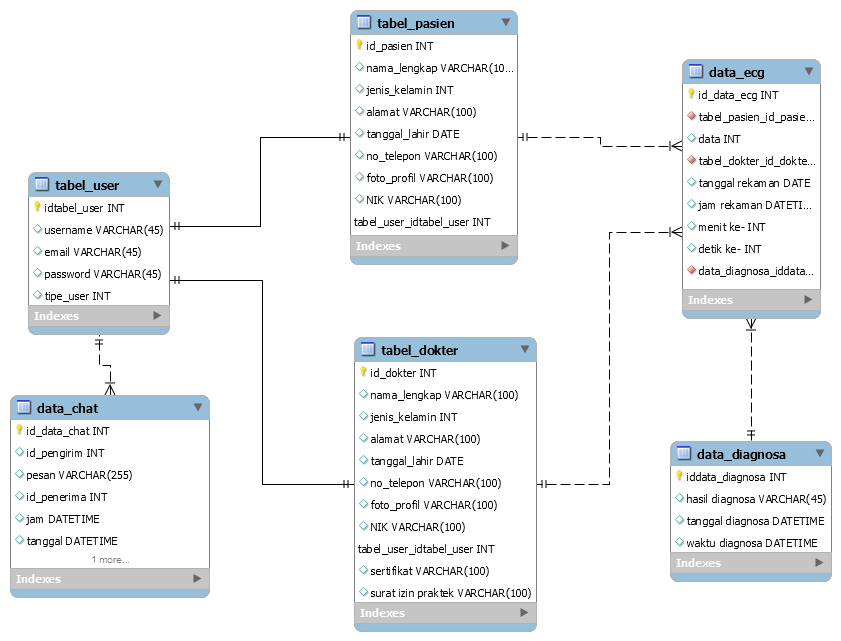 tabel_pasien
id_pasien INT
nama_lengkap VARCHAR(10...
jenis_kelamin INT
alamat VARCHAR(100)
tanggal_lahir DATE
no_telepon VARCHAR(100)
foto_profil VARCHAR(100)
NIK VARCHAR(100)
tabel_user_idtabel_user INT
Indexes
data_ecg
id_data_ecg INT
tabel_pasien_id_pasie...
data INT
tabel_dokter_id_dokte...
tanggal rekaman DATE
jam rekaman DATETI...
menit ke- INT
detik ke- INT
data_diagnosa_iddata...
Indexes
tabel_user
idtabel_user INT
username VARCHAR(45)
email VARCHAR(45)
password VARCHAR(45)
tipe_user INT
Indexes
tabel_dokter
id_dokter INT
nama_lengkap VARCHAR(100)
jenis_kelamin INT
alamat VARCHAR(100)
tanggal_lahir DATE
no_telepon VARCHAR(100)
foto_profil VARCHAR(100)
NIK VARCHAR(100)
tabel_user_idtabel_user INT
sertifikat VARCHAR(100)
surat izin praktek VARCHAR(100)
Indexes
data_chat
id_data_chat INT
id_pengirim INT
pesan VARCHAR(255)
id_penerima INT
jam DATETIME
tanggal DATETIME
1 more...
Indexes
data_diagnosa
iddata_diagnosa INT
hasil diagnosa VARCHAR(45)
tanggal diagnosa DATETIME
waktu diagnosa DATETIME
Indexes